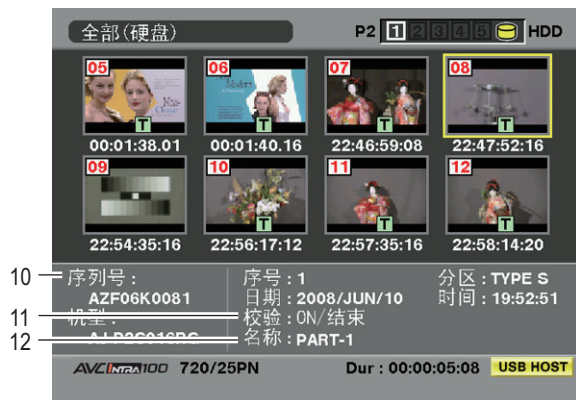 全部(硬盘) P2 1 2 3 4 5 HDD
05 06 07 08
T T T T
00:01:38.01 00:01:40.16 22:46:59:08 22:47:52:16
09 10 11 12
T T T
22:54:35:16 22:56:17:12 22:57:35:16 22:58:14:20
10 序列号: 序号:1 分区:TYPE S
AZF06K0081 日期:2008/JUN/10 时间:19:52:51
11 机型: 校验:ON/结束
12 名称:PART-1
AVC INTRA 100 720/25PN Dur : 00:00:05:08 USB HOST